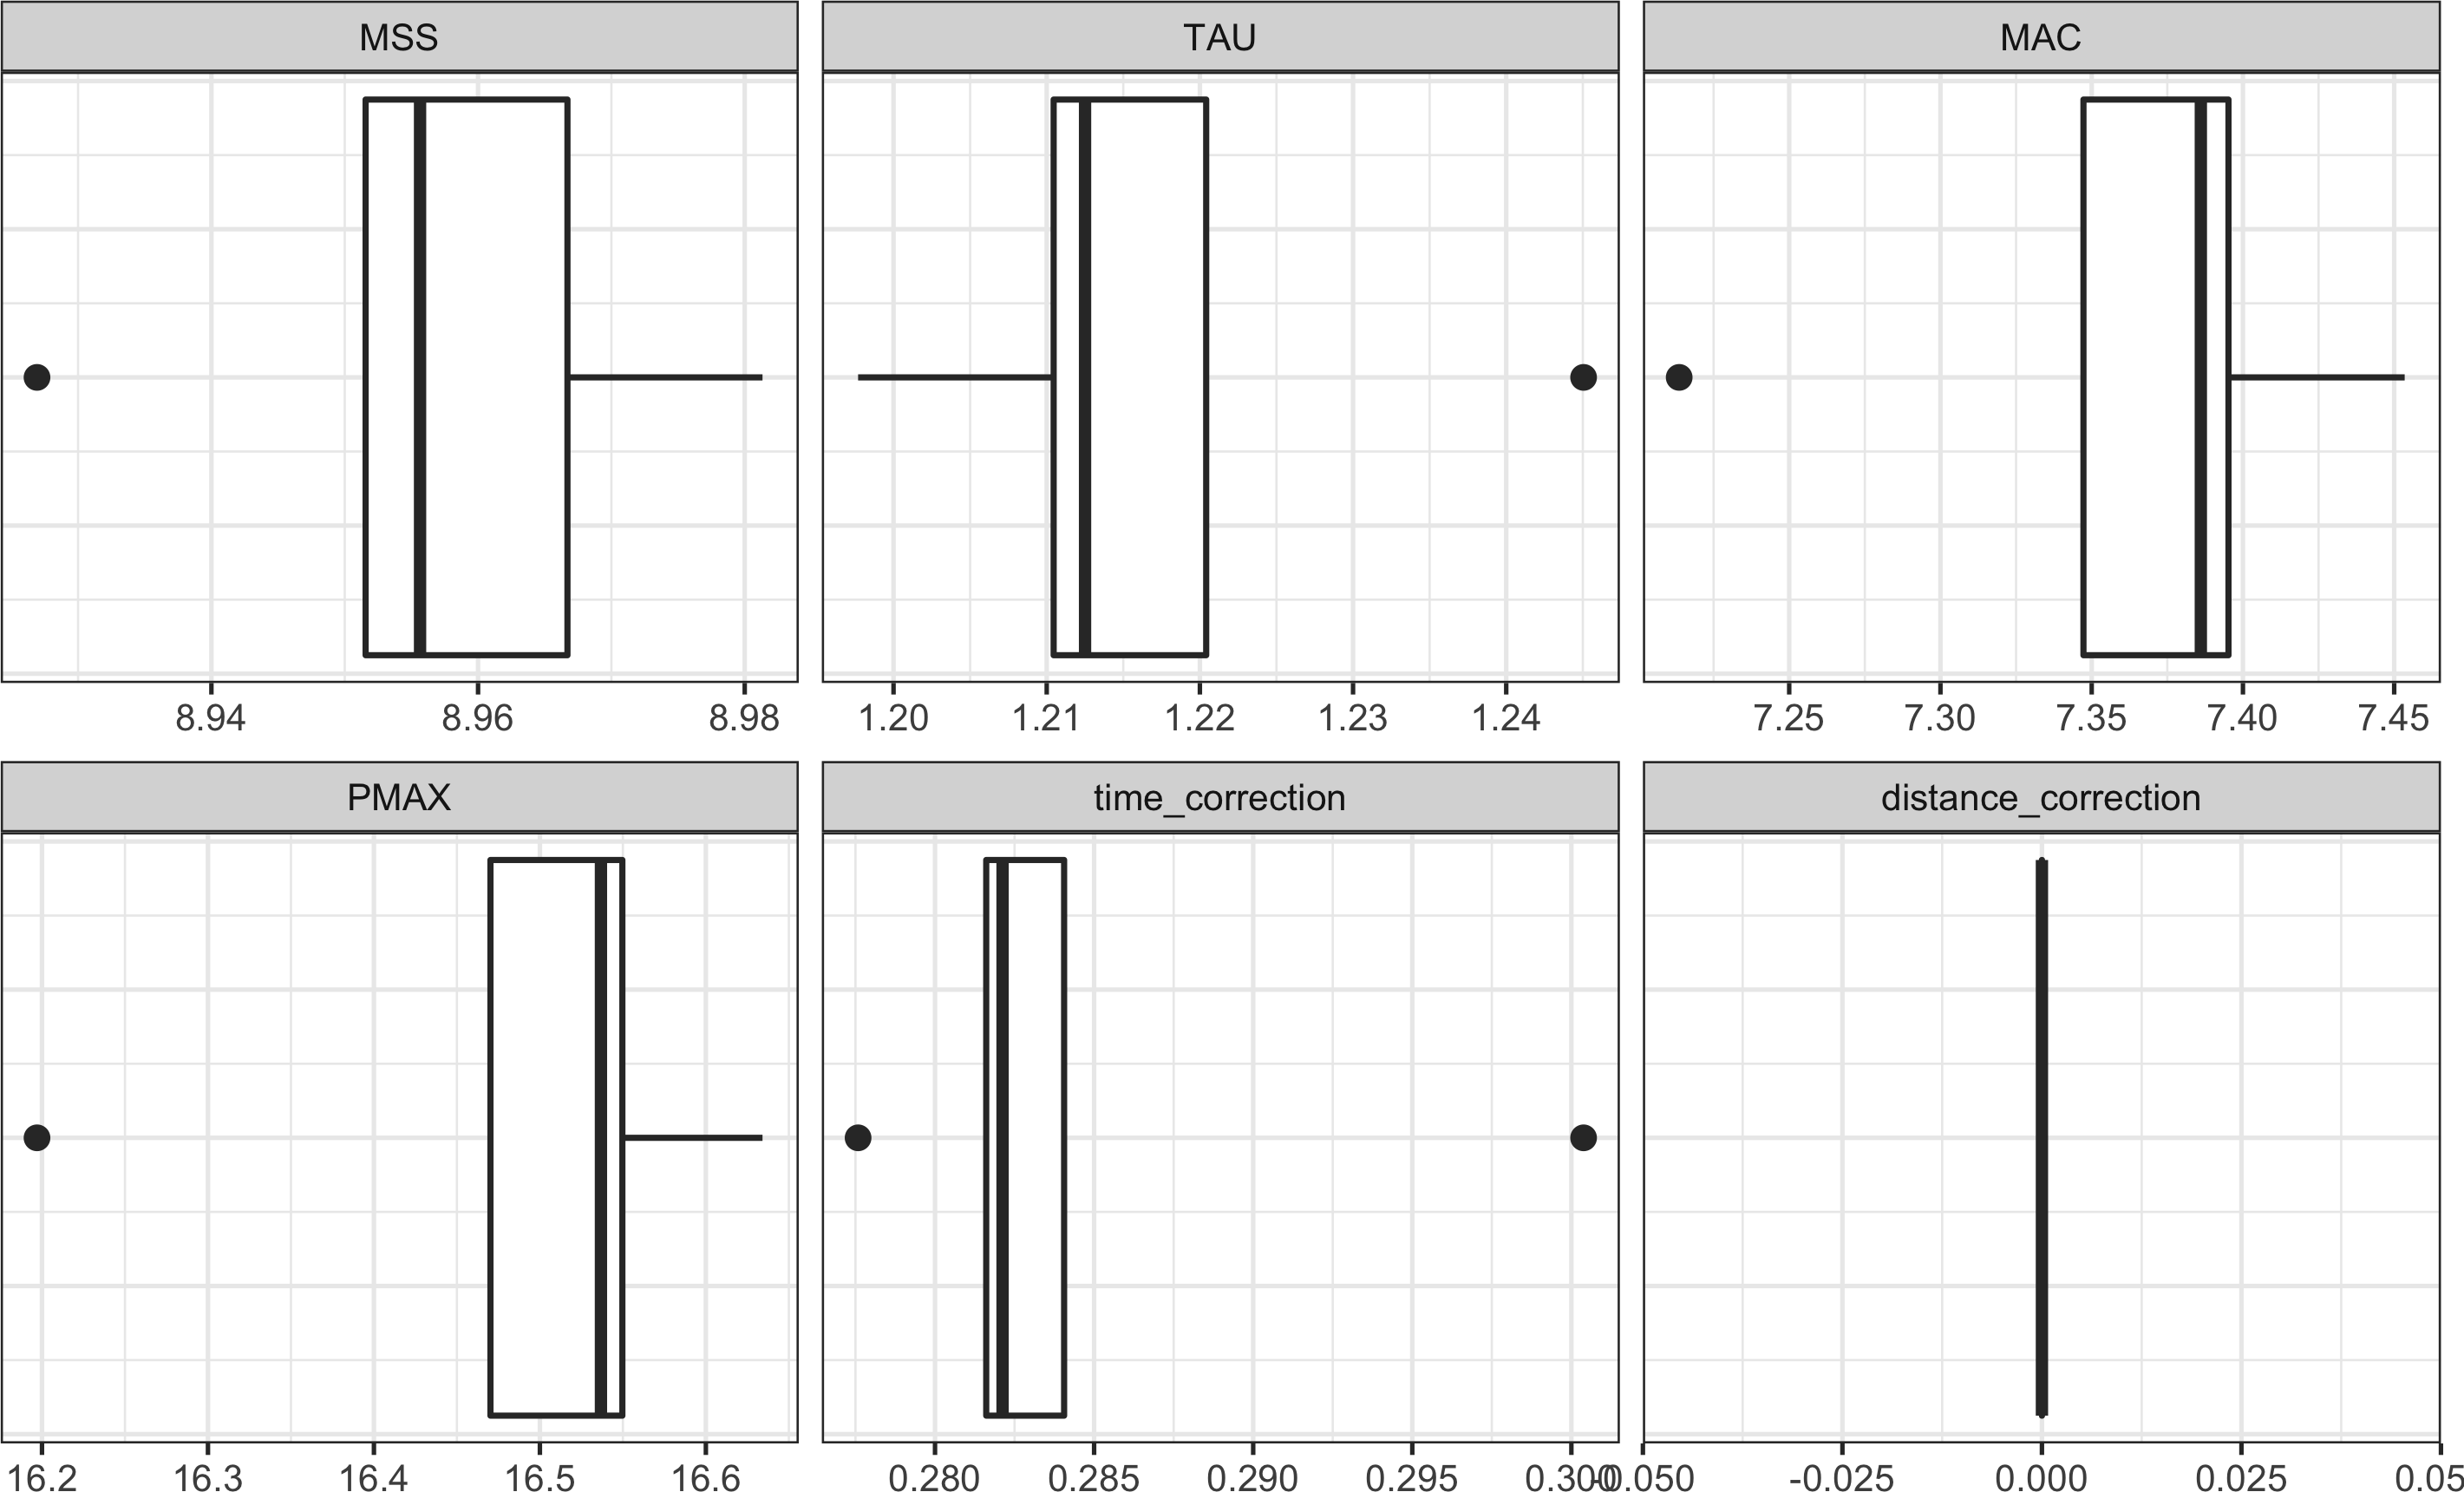 MSS TAU MAC
8.94 8.96 8.98 1.20 1.21 1.22 1.23 1.24 7.25 7.30 7.35 7.40 7.45
PMAX time_correction distance_correction
16.2 16.3 16.4 16.5 16.6 0.280 0.285 0.290 0.295 0.300 -0.050 -0.025 0.000 0.025 0.05